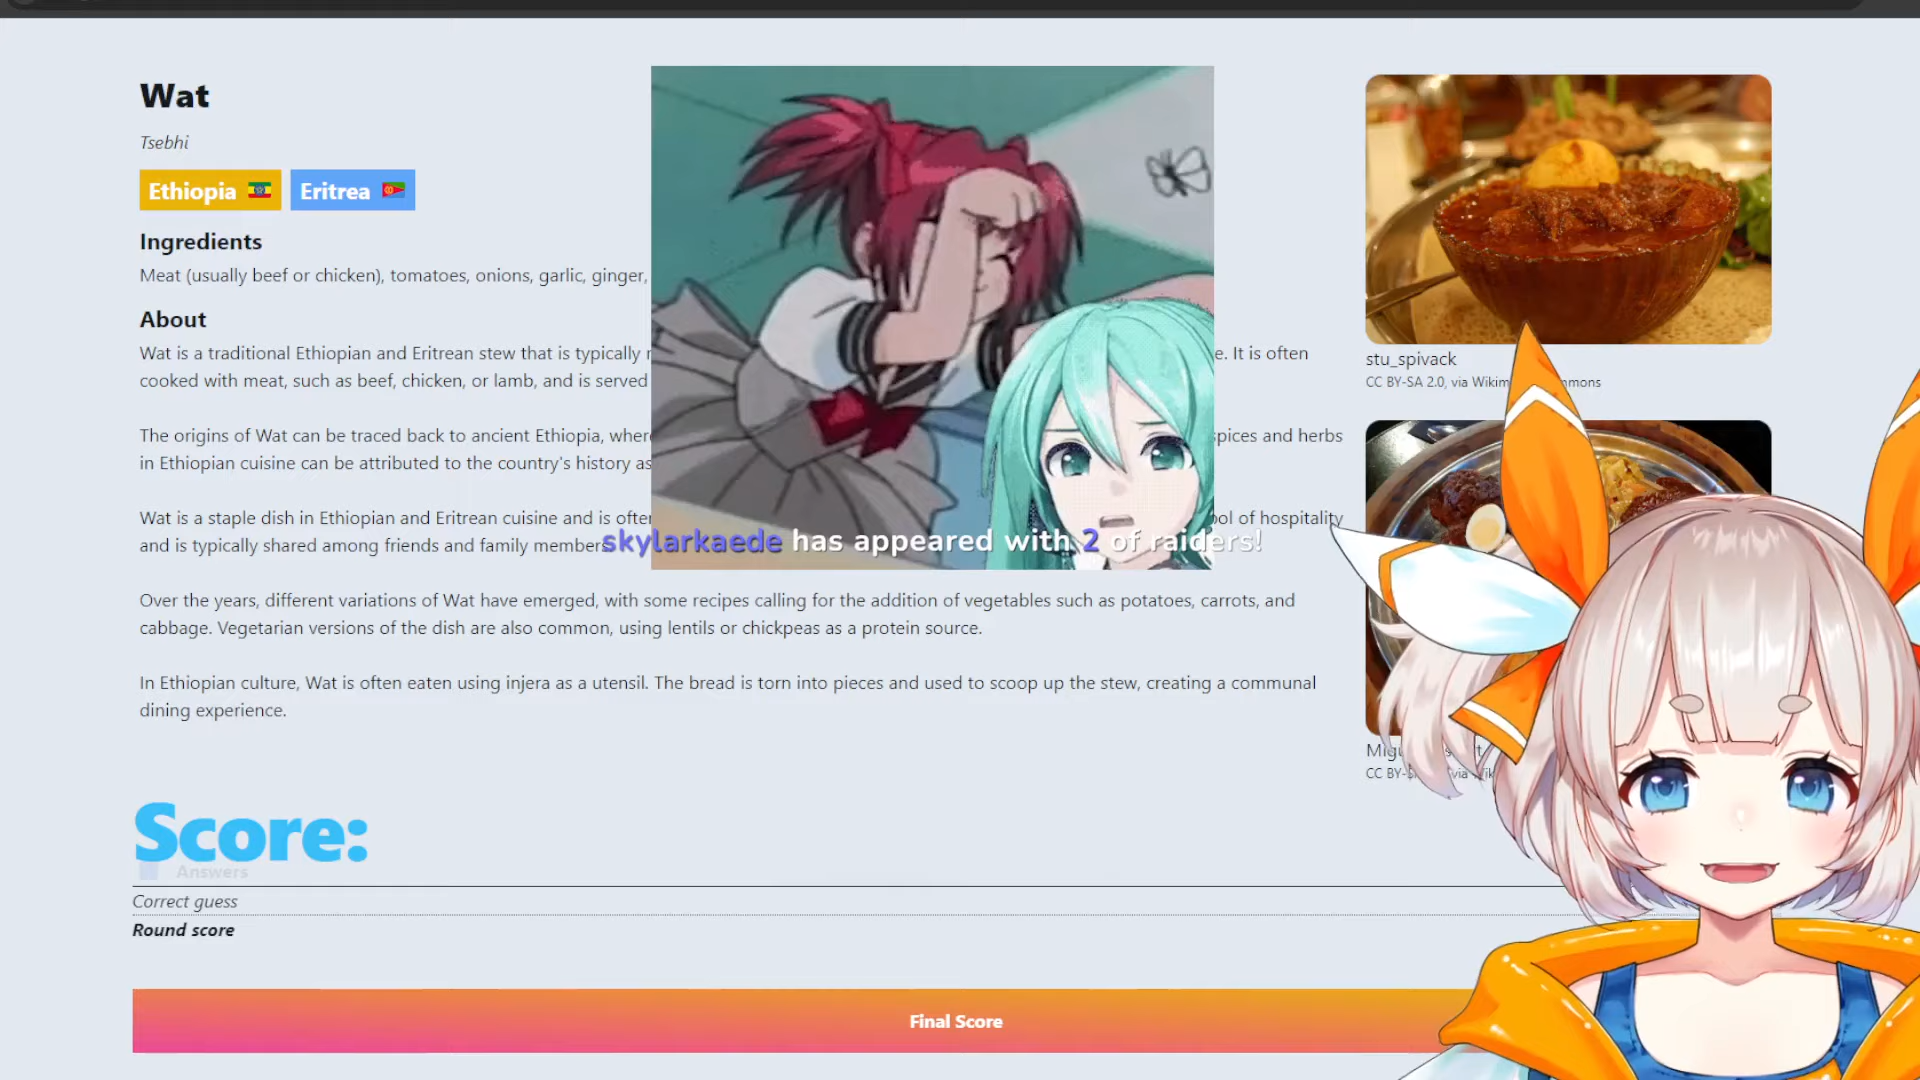 Wat
Tsebhi
Ethiopia Eritrea
Ingredients
Meat (usually beef or chicken), tomatoes, onions, garlic, ginger,
About
Wat is a traditional Ethiopian and Eritrean stew that is typically e. It is often
cooked with meat, such as beef, chicken, or lamb, and is served
The origins of Wat can be traced back to ancient Ethiopia, where spices and herbs
in Ethiopian cuisine can be attributed to the country's history as
Wat is a staple dish in Ethiopian and Eritrean cuisine and is often of hospitality
and is typically shared among friends and family members
skylarkaede has appeared with 2 of raiders!
Over the years, different variations of Wat have emerged, with some recipes calling for the addition of vegetables such as potatoes, carrots, and
cabbage. Vegetarian versions of the dish are also common, using lentils or chickpeas as a protein source.
In Ethiopian culture, Wat is often eaten using injera as a utensil. The bread is torn into pieces and used to scoop up the stew, creating a communal
dining experience.
stu_spivack
CC BY-SA 2.0, via
CC via
Score:
Answers
Correct guess
Round score
Final Score